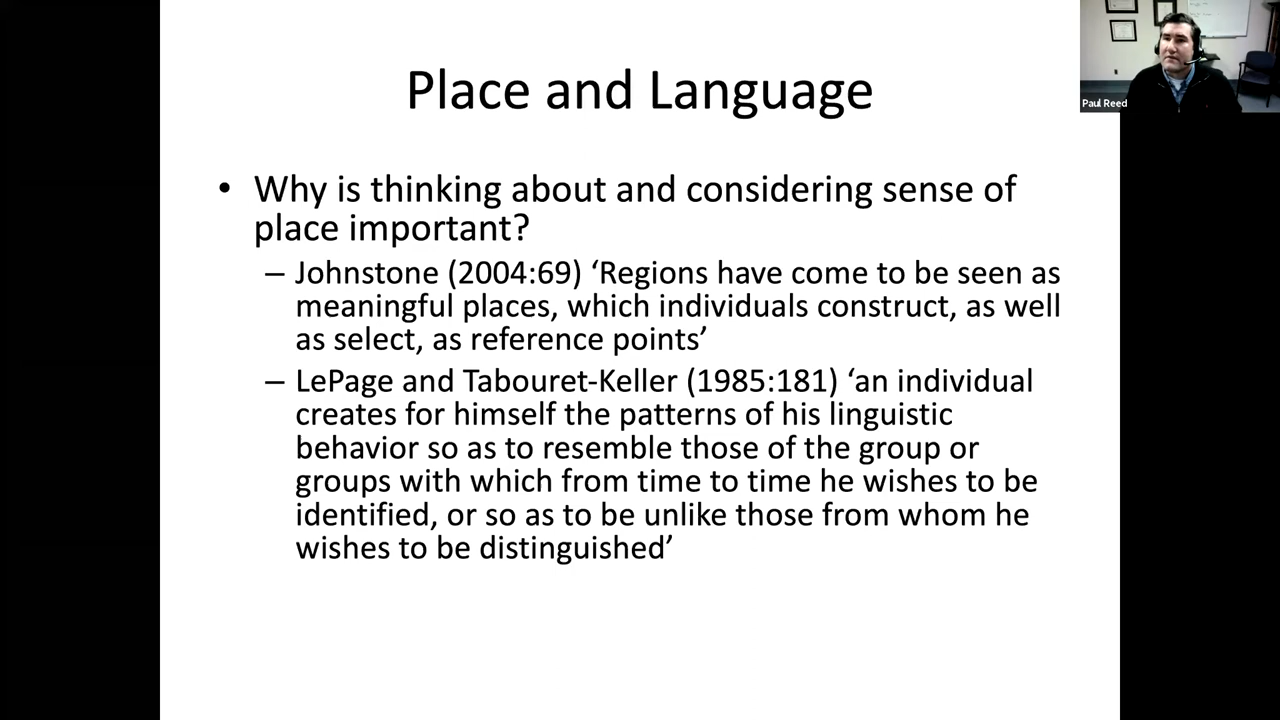 Place and Language
Paul Reed
• Why is thinking about and considering sense of
place important?
– Johnstone (2004:69) ‘Regions have come to be seen as
meaningful places, which individuals construct, as well
as select, as reference points’
– LePage and Tabouret-Keller (1985:181) ‘an individual
creates for himself the patterns of his linguistic
behavior so as to resemble those of the group or
groups with which from time to time he wishes to be
identified, or so as to be unlike those from whom he
wishes to be distinguished’